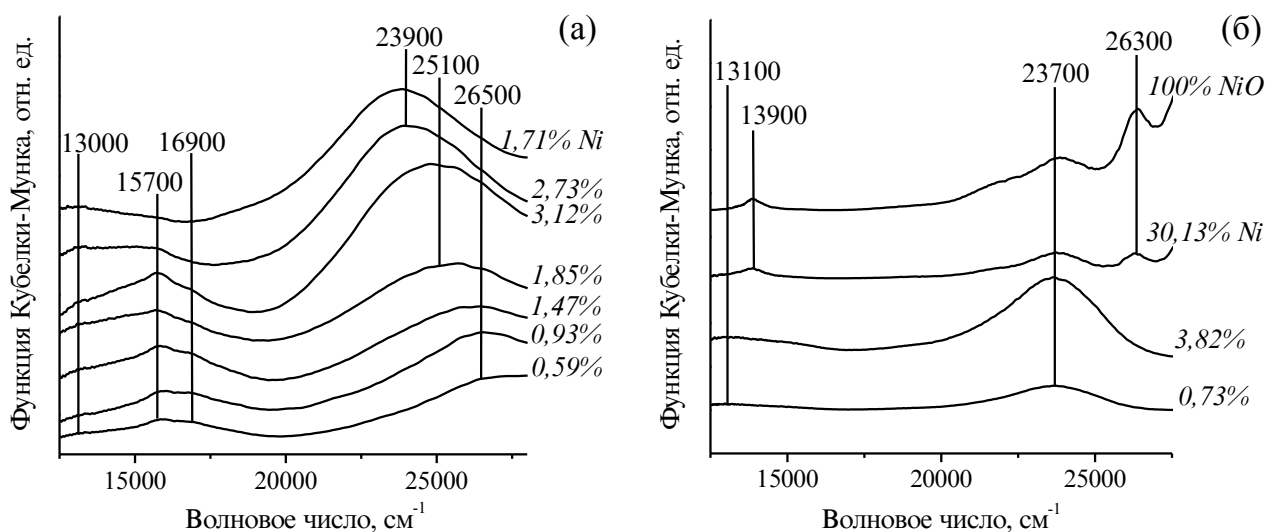 (а)
Функция Кубелки-Мунка, отн. ед.
23900
25100
26500
13000
15700
16900
1,71% Ni
2,73%
3,12%
1,85%
1,47%
0,93%
0,59%
15000
20000
25000
Волновое число, см⁻¹
(б)
Функция Кубелки-Мунка, отн. ед.
26300
23700
13100
13900
100% NiO
30,13% Ni
3,82%
0,73%
15000
20000
25000
Волновое число, см⁻¹